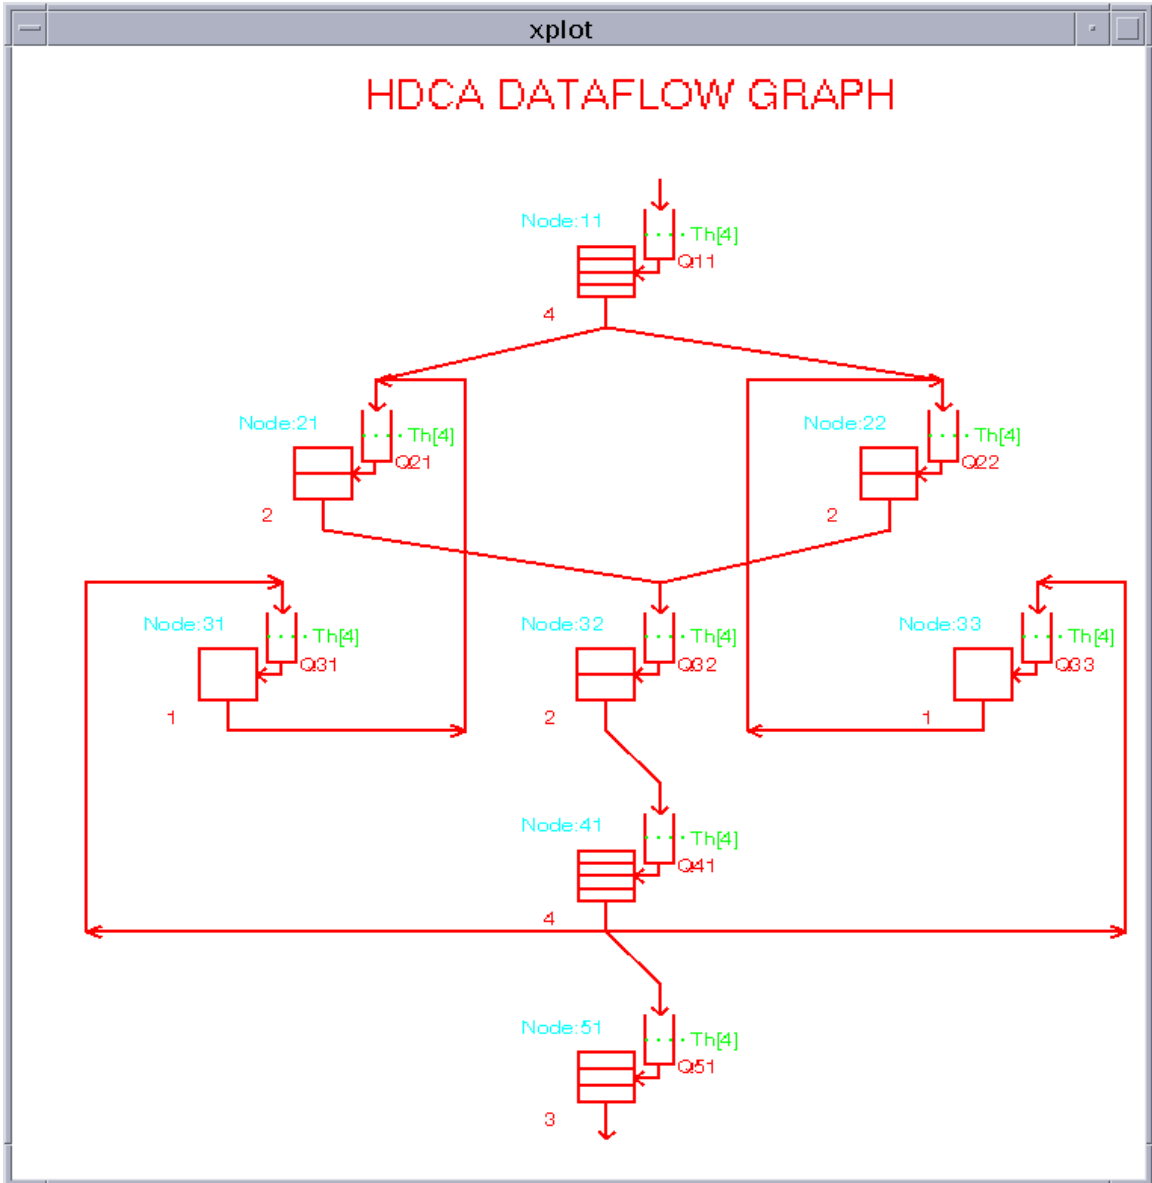 xplot
HDCA DATAFLOW GRAPH
Node:11
Th[4]
Q11
4
Node:21
Th[4]
Q21
2
Node:22
Th[4]
Q22
2
Node:31
Th[4]
Q31
1
Node:32
Th[4]
Q32
2
Node:33
Th[4]
Q33
1
Node:41
Th[4]
Q41
4
Node:51
Th[4]
Q51
3